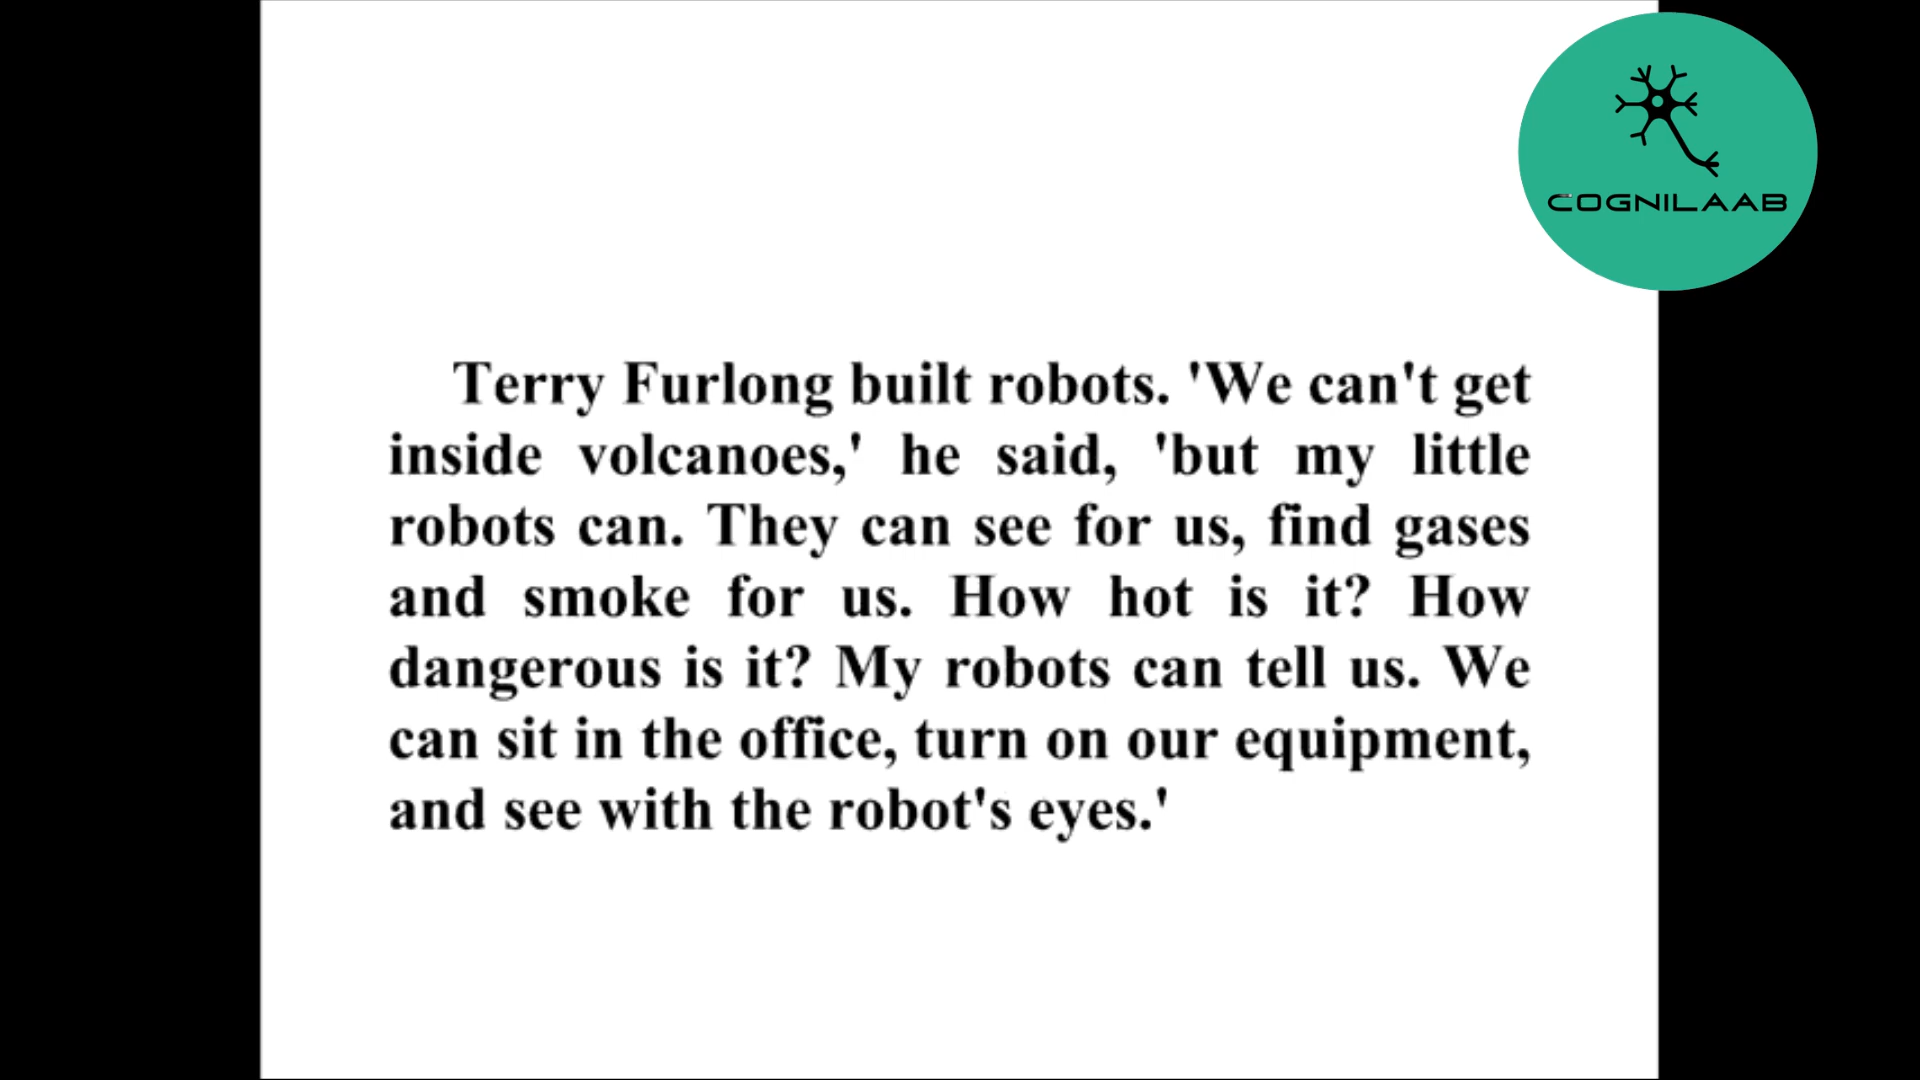 COGNILAAB
Terry Furlong built robots. 'We can't get
inside volcanoes,' he said, 'but my little
robots can. They can see for us, find gases
and smoke for us. How hot is it? How
dangerous is it? My robots can tell us. We
can sit in the office, turn on our equipment,
and see with the robot's eyes.'